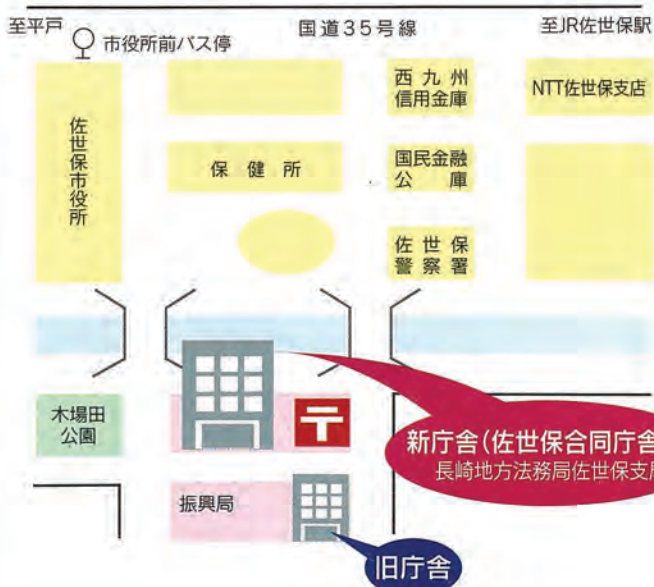 至平戸
国道35号線
至JR佐世保駅
市役所前バス停
佐世保市役所
西九州
信用金庫
NTT佐世保支店
保健所
国民金融
公庫
佐世保
警察署
木場田
公園
〒
新庁舎(佐世保合同庁舎
長崎地方法務局佐世保支局
振興局
旧庁舎